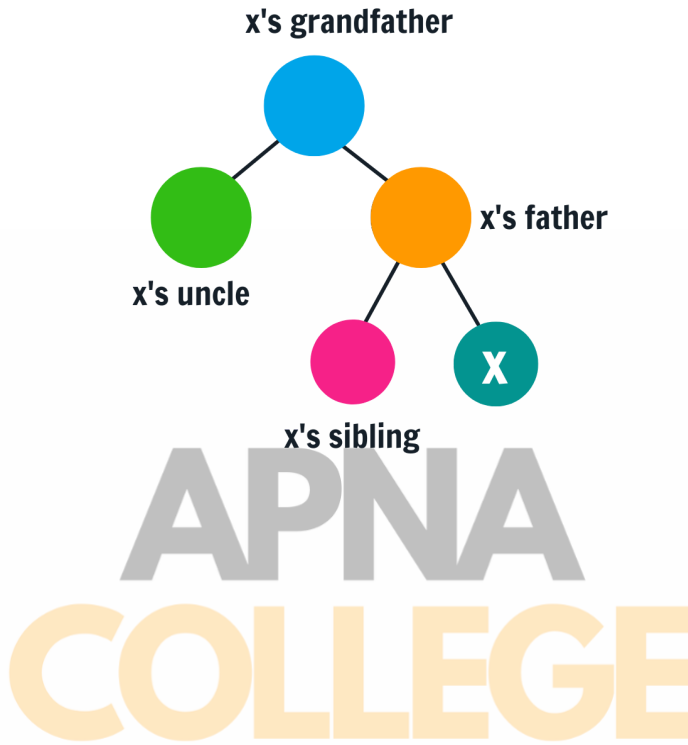 x's grandfather
x's father
x's uncle
X
x's sibling
APNA
COLLEGE